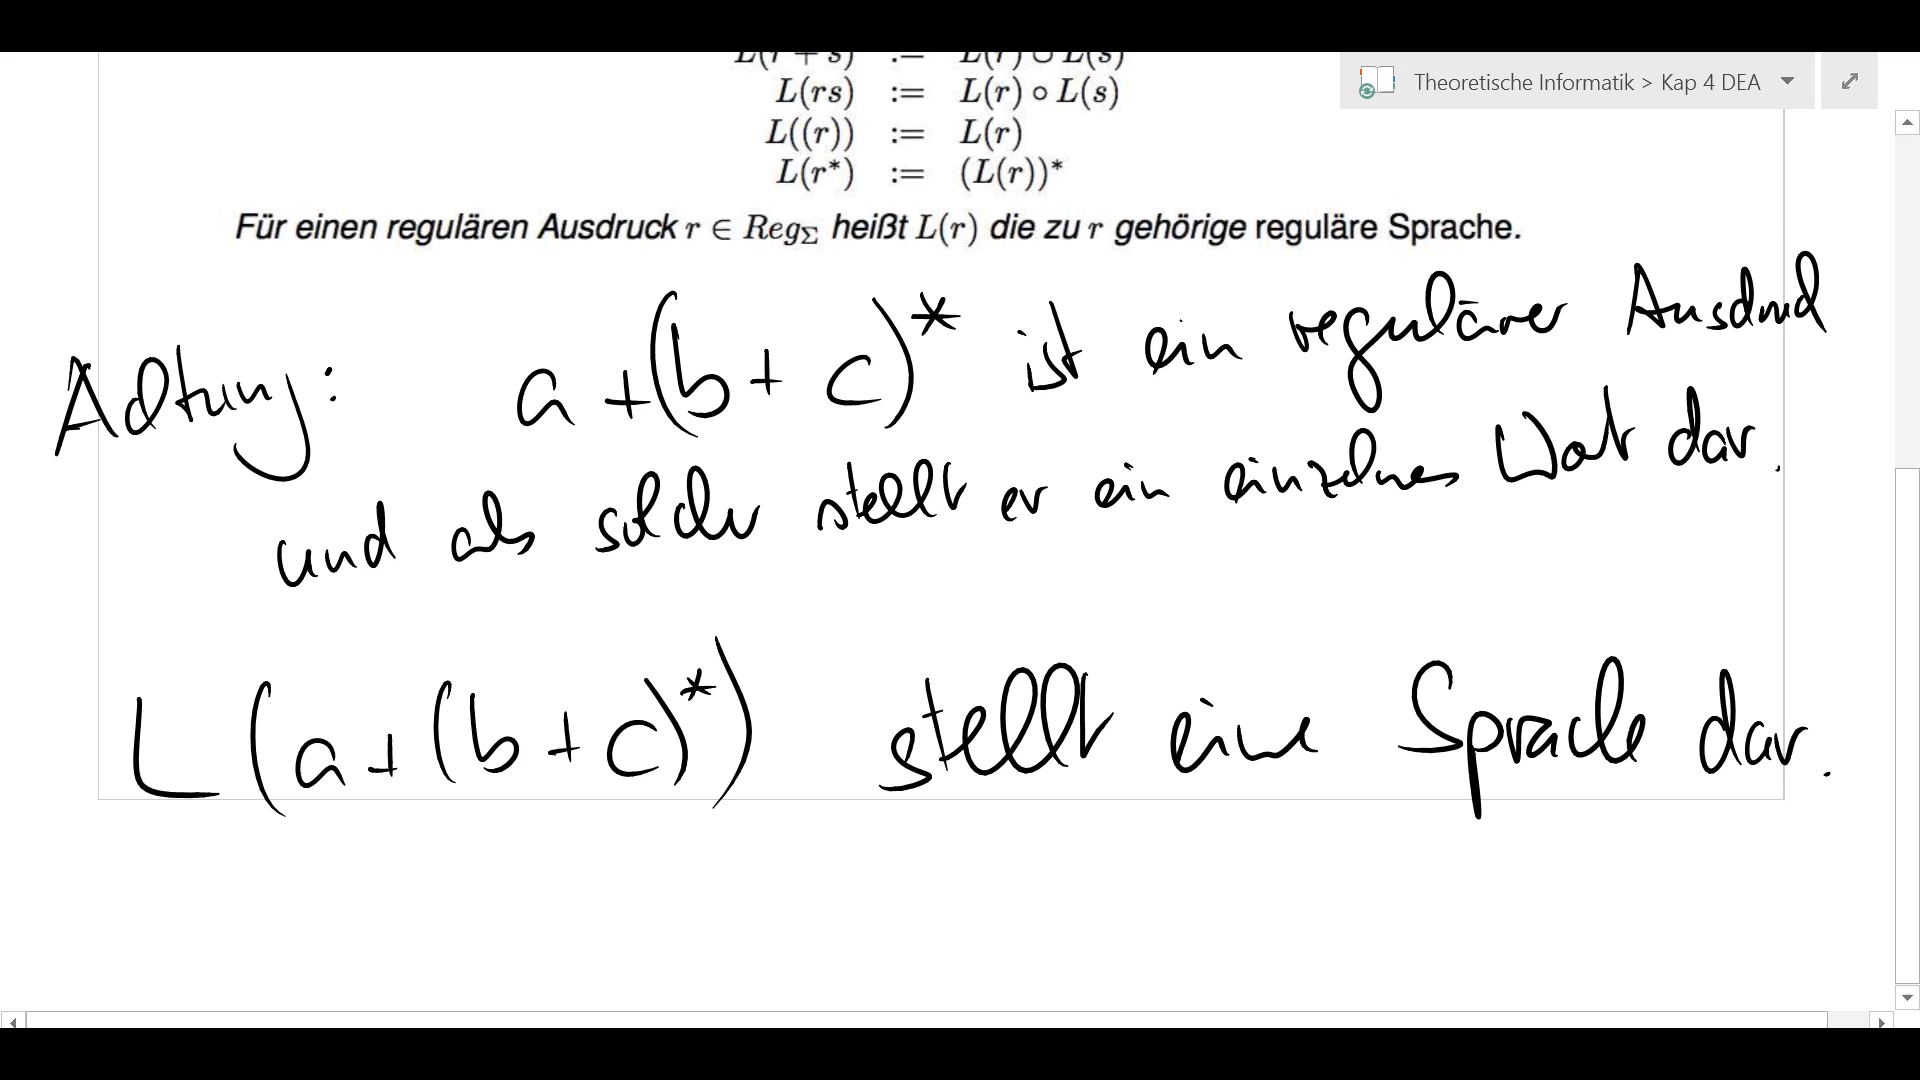 L(r + s) := L(r) ∪ L(s)
Theoretische Informatik > Kap 4 DEA
L(rs) := L(r) ∘ L(s)
L((r)) := L(r)
L(r*) := (L(r))*
Für einen regulären Ausdruck r ∈ Reg_Σ heißt L(r) die zu r gehörige reguläre Sprache.
Achtung: a + (b + c)* ist ein regulärer Ausdruck
und als solcher stellt er ein einzelnes Wort dar.
L (a + (b + c)*) stellt eine Sprache dar.